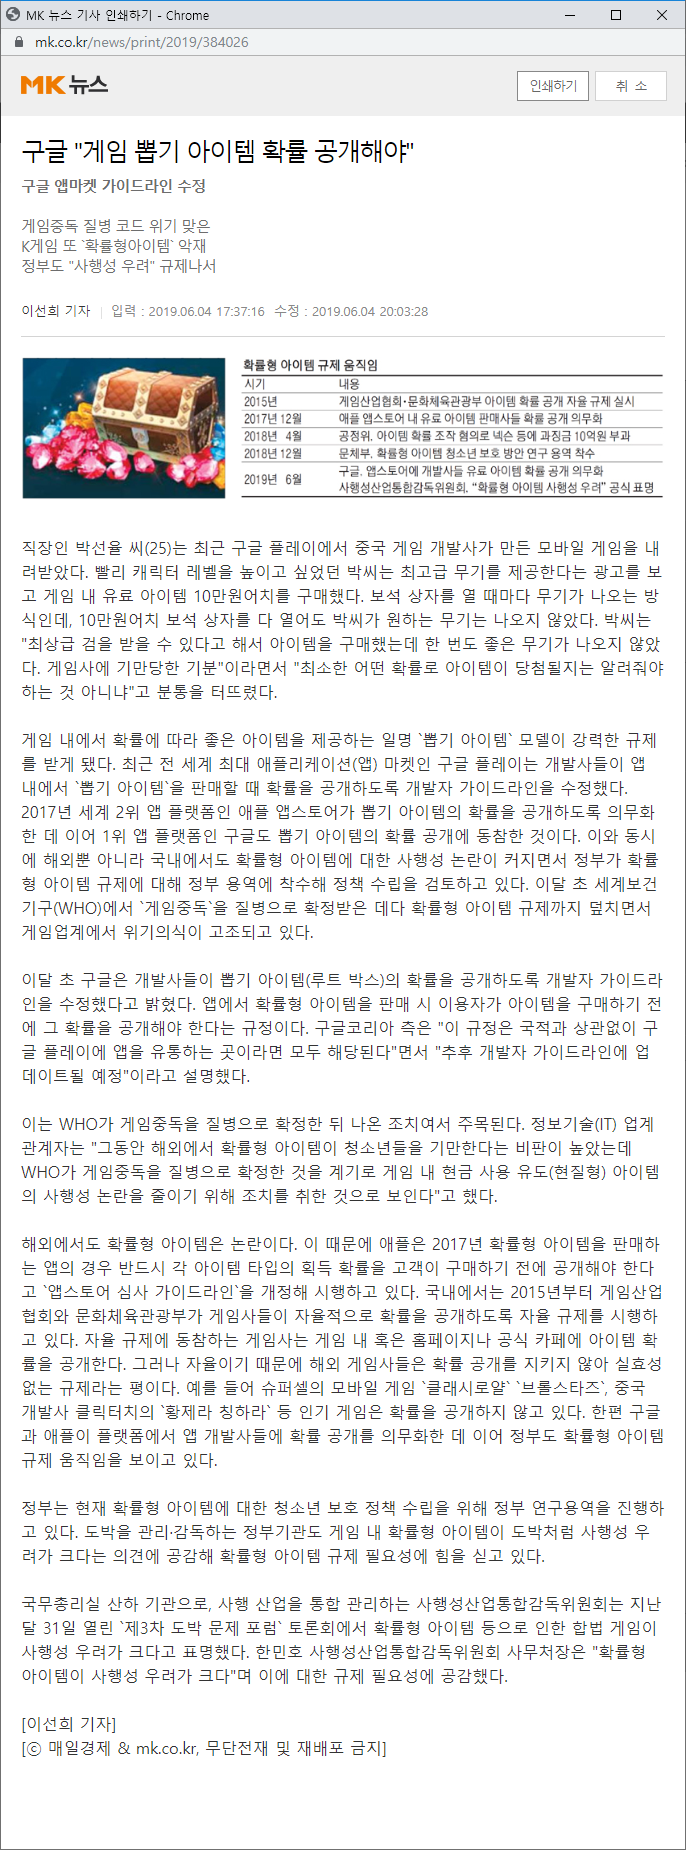 MK 뉴스 기사 인쇄하기 - Chrome
mk.co.kr/news/print/2019/384026
MK 뉴스
인쇄하기
취 소
구글 "게임 뽑기 아이템 확률 공개해야"
구글 앱마켓 가이드라인 수정
게임중독 질병 코드 위기 맞은
K게임 또 `확률형아이템` 악재
정부도 "사행성 우려" 규제나서
이선희 기자 | 입력 : 2019.06.04 17:37:16 수정 : 2019.06.04 20:03:28
확률형 아이템 규제 움직임
시기 내용
2015년 게임산업협회·문화체육관광부 아이템 확률 공개 자율 규제 실시
2017년 12월 애플 앱스토어 내 유료 아이템 판매사들 확률 공개 의무화
2018년 4월 공정위, 아이템 확률 조작 혐의로 넥슨 등에 과징금 10억원 부과
2018년 12월 문체부, 확률형 아이템 청소년 보호 방안 연구 용역 착수
2019년 6월 구글, 앱스토어에 개발사들 유료 아이템 확률 공개 의무화
사행성산업통합감독위원회, “확률형 아이템 사행성 우려” 공식 표명
직장인 박선율 씨(25)는 최근 구글 플레이에서 중국 게임 개발사가 만든 모바일 게임을 내
려받았다. 빨리 캐릭터 레벨을 높이고 싶었던 박씨는 최고급 무기를 제공한다는 광고를 보
고 게임 내 유료 아이템 10만원어치를 구매했다. 보석 상자를 열 때마다 무기가 나오는 방
식인데, 10만원어치 보석 상자를 다 열어도 박씨가 원하는 무기는 나오지 않았다. 박씨는
"최상급 검을 받을 수 있다고 해서 아이템을 구매했는데 한 번도 좋은 무기가 나오지 않았
다. 게임사에 기만당한 기분"이라면서 "최소한 어떤 확률로 아이템이 당첨될지는 알려줘야
하는 것 아니냐"고 분통을 터뜨렸다.
게임 내에서 확률에 따라 좋은 아이템을 제공하는 일명 `뽑기 아이템` 모델이 강력한 규제
를 받게 됐다. 최근 전 세계 최대 애플리케이션(앱) 마켓인 구글 플레이는 개발사들이 앱
내에서 `뽑기 아이템`을 판매할 때 확률을 공개하도록 개발자 가이드라인을 수정했다.
2017년 세계 2위 앱 플랫폼인 애플 앱스토어가 뽑기 아이템의 확률을 공개하도록 의무화
한 데 이어 1위 앱 플랫폼인 구글도 뽑기 아이템의 확률 공개에 동참한 것이다. 이와 동시
에 해외뿐 아니라 국내에서도 확률형 아이템에 대한 사행성 논란이 커지면서 정부가 확률
형 아이템 규제에 대해 정부 용역에 착수해 정책 수립을 검토하고 있다. 이달 초 세계보건
기구(WHO)에서 `게임중독`을 질병으로 확정받은 데다 확률형 아이템 규제까지 덮치면서
게임업계에서 위기의식이 고조되고 있다.
이달 초 구글은 개발사들이 뽑기 아이템(루트 박스)의 확률을 공개하도록 개발자 가이드라
인을 수정했다고 밝혔다. 앱에서 확률형 아이템을 판매 시 이용자가 아이템을 구매하기 전
에 그 확률을 공개해야 한다는 규정이다. 구글코리아 측은 "이 규정은 국적과 상관없이 구
글 플레이에 앱을 유통하는 곳이라면 모두 해당된다"면서 "추후 개발자 가이드라인에 업
데이트될 예정"이라고 설명했다.
이는 WHO가 게임중독을 질병으로 확정한 뒤 나온 조치여서 주목된다. 정보기술(IT) 업계
관계자는 "그동안 해외에서 확률형 아이템이 청소년들을 기만한다는 비판이 높았는데
WHO가 게임중독을 질병으로 확정한 것을 계기로 게임 내 현금 사용 유도(현질형) 아이템
의 사행성 논란을 줄이기 위해 조치를 취한 것으로 보인다"고 했다.
해외에서도 확률형 아이템은 논란이다. 이 때문에 애플은 2017년 확률형 아이템을 판매하
는 앱의 경우 반드시 각 아이템 타입의 획득 확률을 고객이 구매하기 전에 공개해야 한다
고 `앱스토어 심사 가이드라인`을 개정해 시행하고 있다. 국내에서는 2015년부터 게임산업
협회와 문화체육관광부가 게임사들이 자율적으로 확률을 공개하도록 자율 규제를 시행하
고 있다. 자율 규제에 동참하는 게임사는 게임 내 혹은 홈페이지나 공식 카페에 아이템 확
률을 공개한다. 그러나 자율이기 때문에 해외 게임사들은 확률 공개를 지키지 않아 실효성
없는 규제라는 평이다. 예를 들어 슈퍼셀의 모바일 게임 `클래시로얄` `브롤스타즈`, 중국
개발사 클릭터치의 `황제라 칭하라` 등 인기 게임은 확률을 공개하지 않고 있다. 한편 구글
과 애플이 플랫폼에서 앱 개발사들에 확률 공개를 의무화한 데 이어 정부도 확률형 아이템
규제 움직임을 보이고 있다.
정부는 현재 확률형 아이템에 대한 청소년 보호 정책 수립을 위해 정부 연구용역을 진행하
고 있다. 도박을 관리·감독하는 정부기관도 게임 내 확률형 아이템이 도박처럼 사행성 우
려가 크다는 의견에 공감해 확률형 아이템 규제 필요성에 힘을 싣고 있다.
국무총리실 산하 기관으로, 사행 산업을 통합 관리하는 사행성산업통합감독위원회는 지난
달 31일 열린 `제3차 도박 문제 포럼` 토론회에서 확률형 아이템 등으로 인한 합법 게임이
사행성 우려가 크다고 표명했다. 한민호 사행성산업통합감독위원회 사무처장은 "확률형
아이템이 사행성 우려가 크다"며 이에 대한 규제 필요성에 공감했다.
[이선희 기자]
[ⓒ 매일경제 & mk.co.kr, 무단전재 및 재배포 금지]